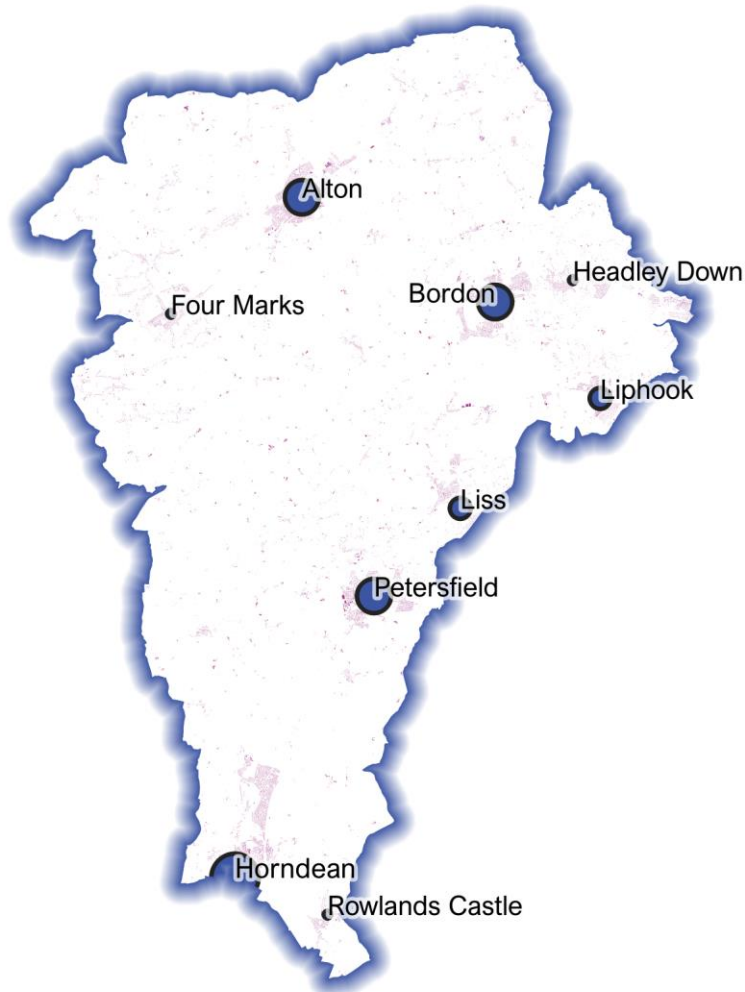 Alton
Headley Down
Bordon
Four Marks
Liphook
Liss
Petersfield
Horndean
Rowlands Castle